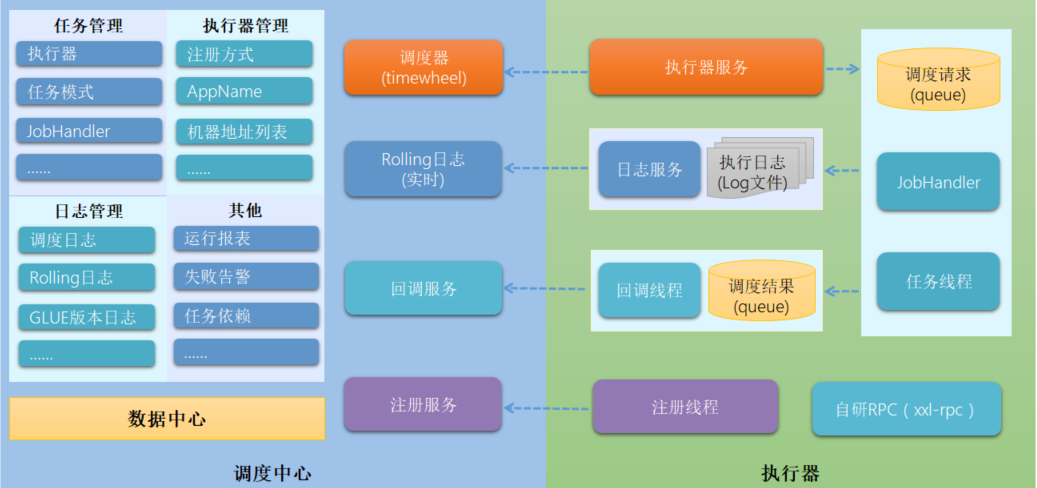 任务管理
执行器
任务模式
JobHandler
......
执行器管理
注册方式
AppName
机器地址列表
......
日志管理
调度日志
Rolling日志
GLUE版本日志
......
其他
运行报表
失败告警
任务依赖
......
数据中心
调度器
(timewheel)
Rolling日志
(实时)
回调服务
注册服务
调度中心
执行器服务
日志服务
执行日志
(Log文件)
回调线程
调度结果
(queue)
注册线程
调度请求
(queue)
JobHandler
任务线程
自研RPC（xxl-rpc）
执行器